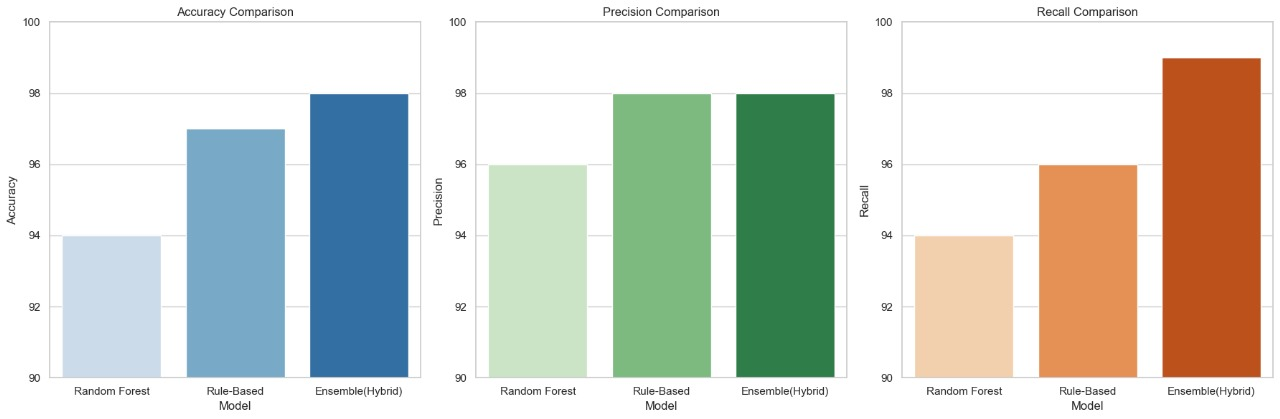 Accuracy Comparison
100
98
96
94
92
90
Accuracy
Random Forest Rule-Based Ensemble(Hybrid)
Model
Precision Comparison
100
98
96
94
92
90
Precision
Random Forest Rule-Based Ensemble(Hybrid)
Model
Recall Comparison
100
98
96
94
92
90
Recall
Random Forest Rule-Based Ensemble(Hybrid)
Model